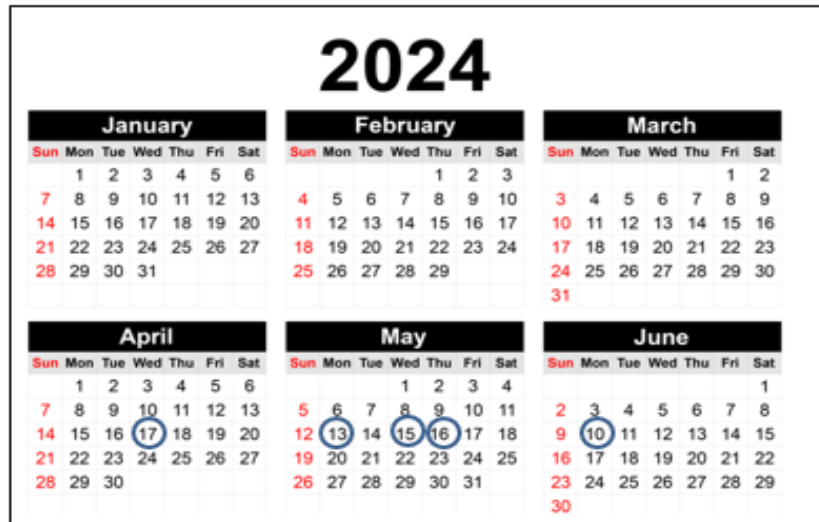 2024
January February March
Sun Mon Tue Wed Thu Fri Sat Sun Mon Tue Wed Thu Fri Sat Sun Mon Tue Wed Thu Fri Sat
1 2 3 4 5 6 1 2 3 1 2
7 8 9 10 11 12 13 4 5 6 7 8 9 10 3 4 5 6 7 8 9
14 15 16 17 18 19 20 11 12 13 14 15 16 17 10 11 12 13 14 15 16
21 22 23 24 25 26 27 18 19 20 21 22 23 24 17 18 19 20 21 22 23
28 29 30 31 25 26 27 28 29 24 25 26 27 28 29 30
31
April May June
Sun Mon Tue Wed Thu Fri Sat Sun Mon Tue Wed Thu Fri Sat Sun Mon Tue Wed Thu Fri Sat
1 2 3 4 5 6 1 2 3 4 1
7 8 9 10 11 12 13 5 6 7 8 9 10 11 2 3 4 5 6 7 8
14 15 16 17 18 19 20 12 13 14 15 16 17 18 9 10 11 12 13 14 15
21 22 23 24 25 26 27 19 20 21 22 23 24 25 16 17 18 19 20 21 22
28 29 30 26 27 28 29 30 31 23 24 25 26 27 28 29
30